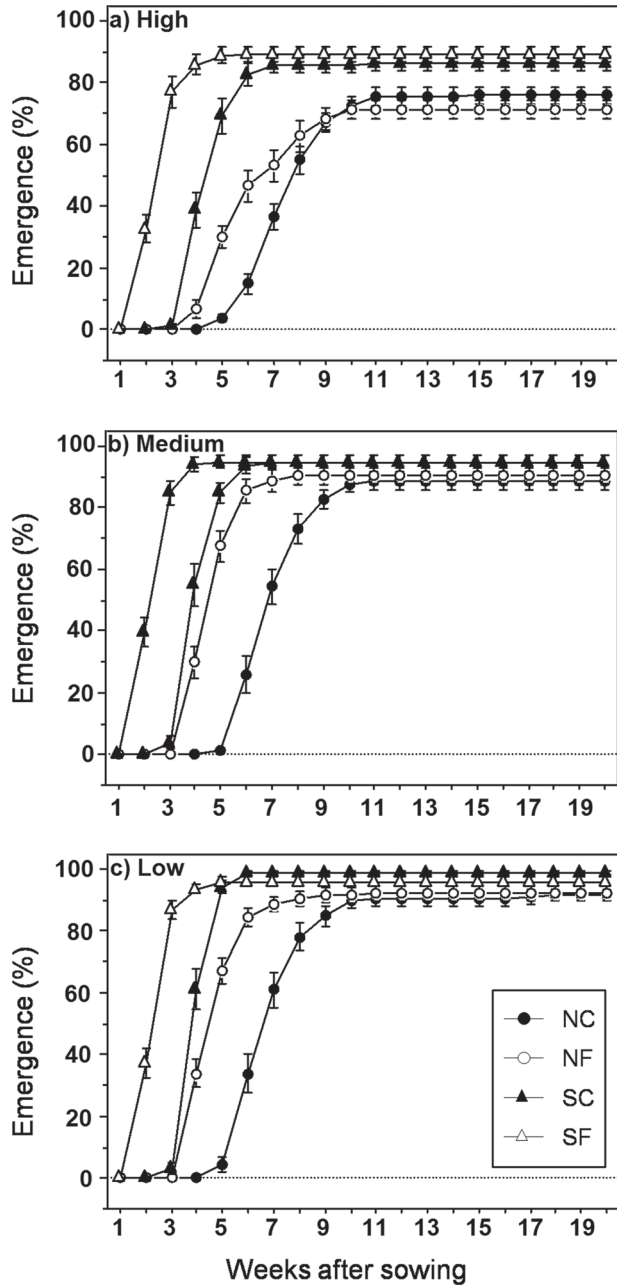 a) High
100
80
60
40
20
0
Emergence (%)
1 3 5 7 9 11 13 15 17 19
b) Medium
100
80
60
40
20
0
Emergence (%)
1 3 5 7 9 11 13 15 17 19
c) Low
100
80
60
40
20
0
Emergence (%)
NC
NF
SC
SF
1 3 5 7 9 11 13 15 17 19
Weeks after sowing